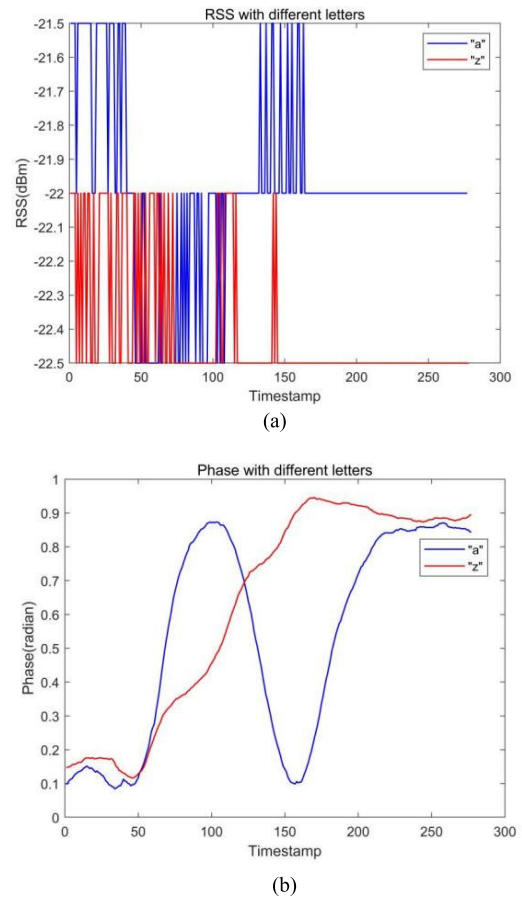 RSS with different letters
-21.5
-21.6
-21.7
-21.8
-21.9
-22
-22.1
-22.2
-22.3
-22.4
-22.5
RSS(dBm)
"a"
"z"
0 50 100 150 200 250 300
Timestamp
(a)
Phase with different letters
1
0.9
0.8
0.7
0.6
0.5
0.4
0.3
0.2
0.1
0
Phase(radian)
"a"
"z"
0 50 100 150 200 250 300
Timestamp
(b)